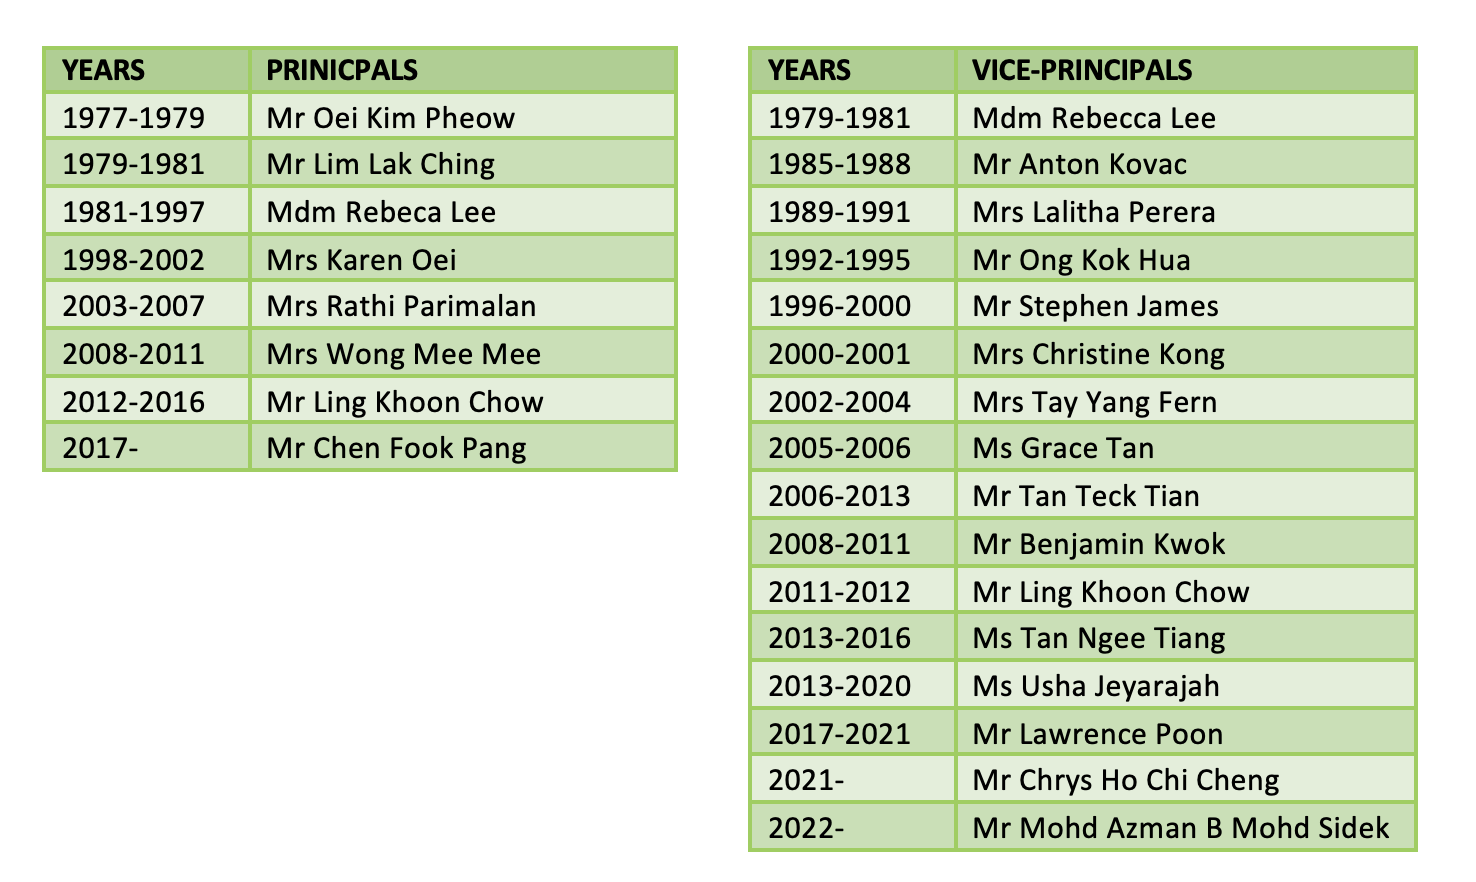 YEARS PRINICPALS
1977-1979 Mr Oei Kim Pheow
1979-1981 Mr Lim Lak Ching
1981-1997 Mdm Rebeca Lee
1998-2002 Mrs Karen Oei
2003-2007 Mrs Rathi Parimalan
2008-2011 Mrs Wong Mee Mee
2012-2016 Mr Ling Khoon Chow
2017- Mr Chen Fook Pang
YEARS VICE-PRINCIPALS
1979-1981 Mdm Rebecca Lee
1985-1988 Mr Anton Kovac
1989-1991 Mrs Lalitha Perera
1992-1995 Mr Ong Kok Hua
1996-2000 Mr Stephen James
2000-2001 Mrs Christine Kong
2002-2004 Mrs Tay Yang Fern
2005-2006 Ms Grace Tan
2006-2013 Mr Tan Teck Tian
2008-2011 Mr Benjamin Kwok
2011-2012 Mr Ling Khoon Chow
2013-2016 Ms Tan Ngee Tiang
2013-2020 Ms Usha Jeyarajah
2017-2021 Mr Lawrence Poon
2021- Mr Chrys Ho Chi Cheng
2022- Mr Mohd Azman B Mohd Sidek